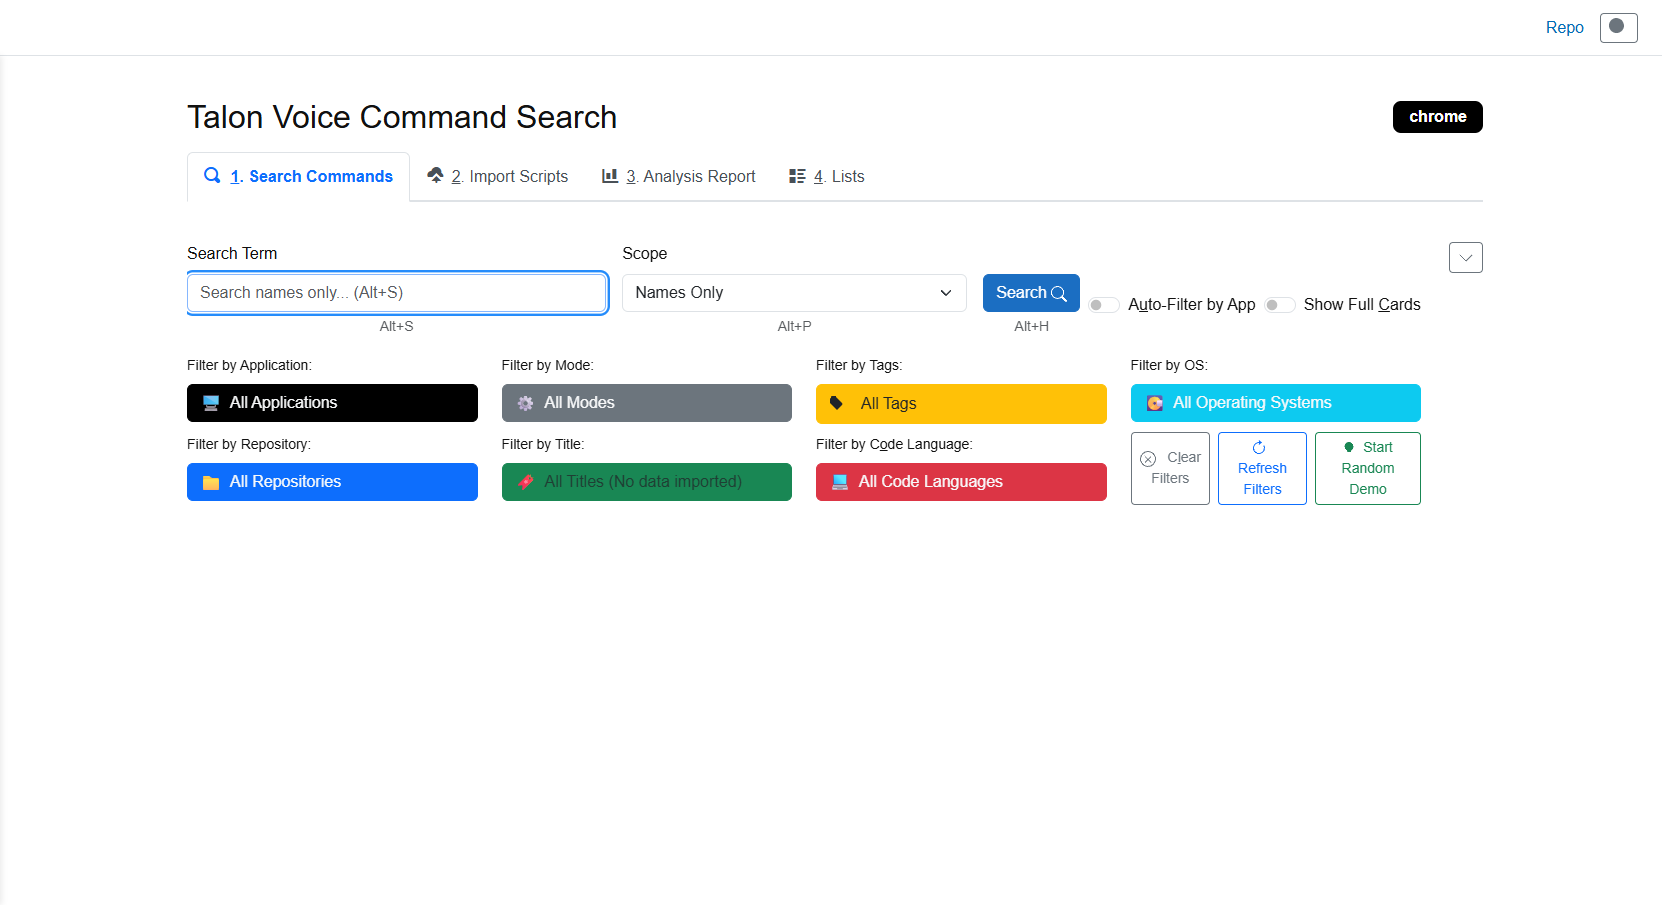 Repo
Talon Voice Command Search
chrome
1. Search Commands
2. Import Scripts
3. Analysis Report
4. Lists
Search Term
Scope
Search names only... (Alt+S)
Names Only
Search
Auto-Filter by App
Show Full Cards
Alt+S
Alt+P
Alt+H
Filter by Application:
Filter by Mode:
Filter by Tags:
Filter by OS:
All Applications
All Modes
All Tags
All Operating Systems
Filter by Repository:
Filter by Title:
Filter by Code Language:
All Repositories
All Titles (No data imported)
All Code Languages
Clear
Filters
Refresh
Filters
Start
Random
Demo